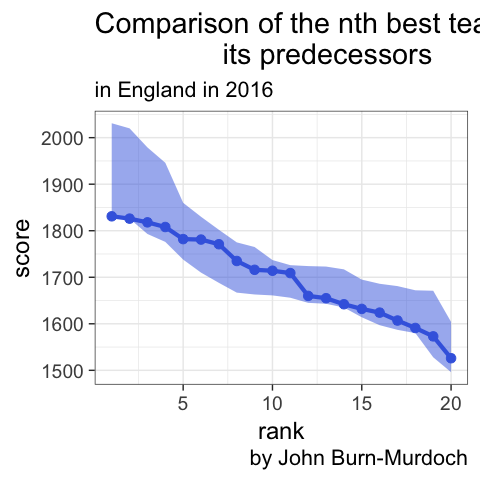 Comparison of the nth best
its predecessors
in England in 2016
2000
1900
1800
1700
1600
1500
score
5
10
15
20
rank
by John Burn-Murdoch